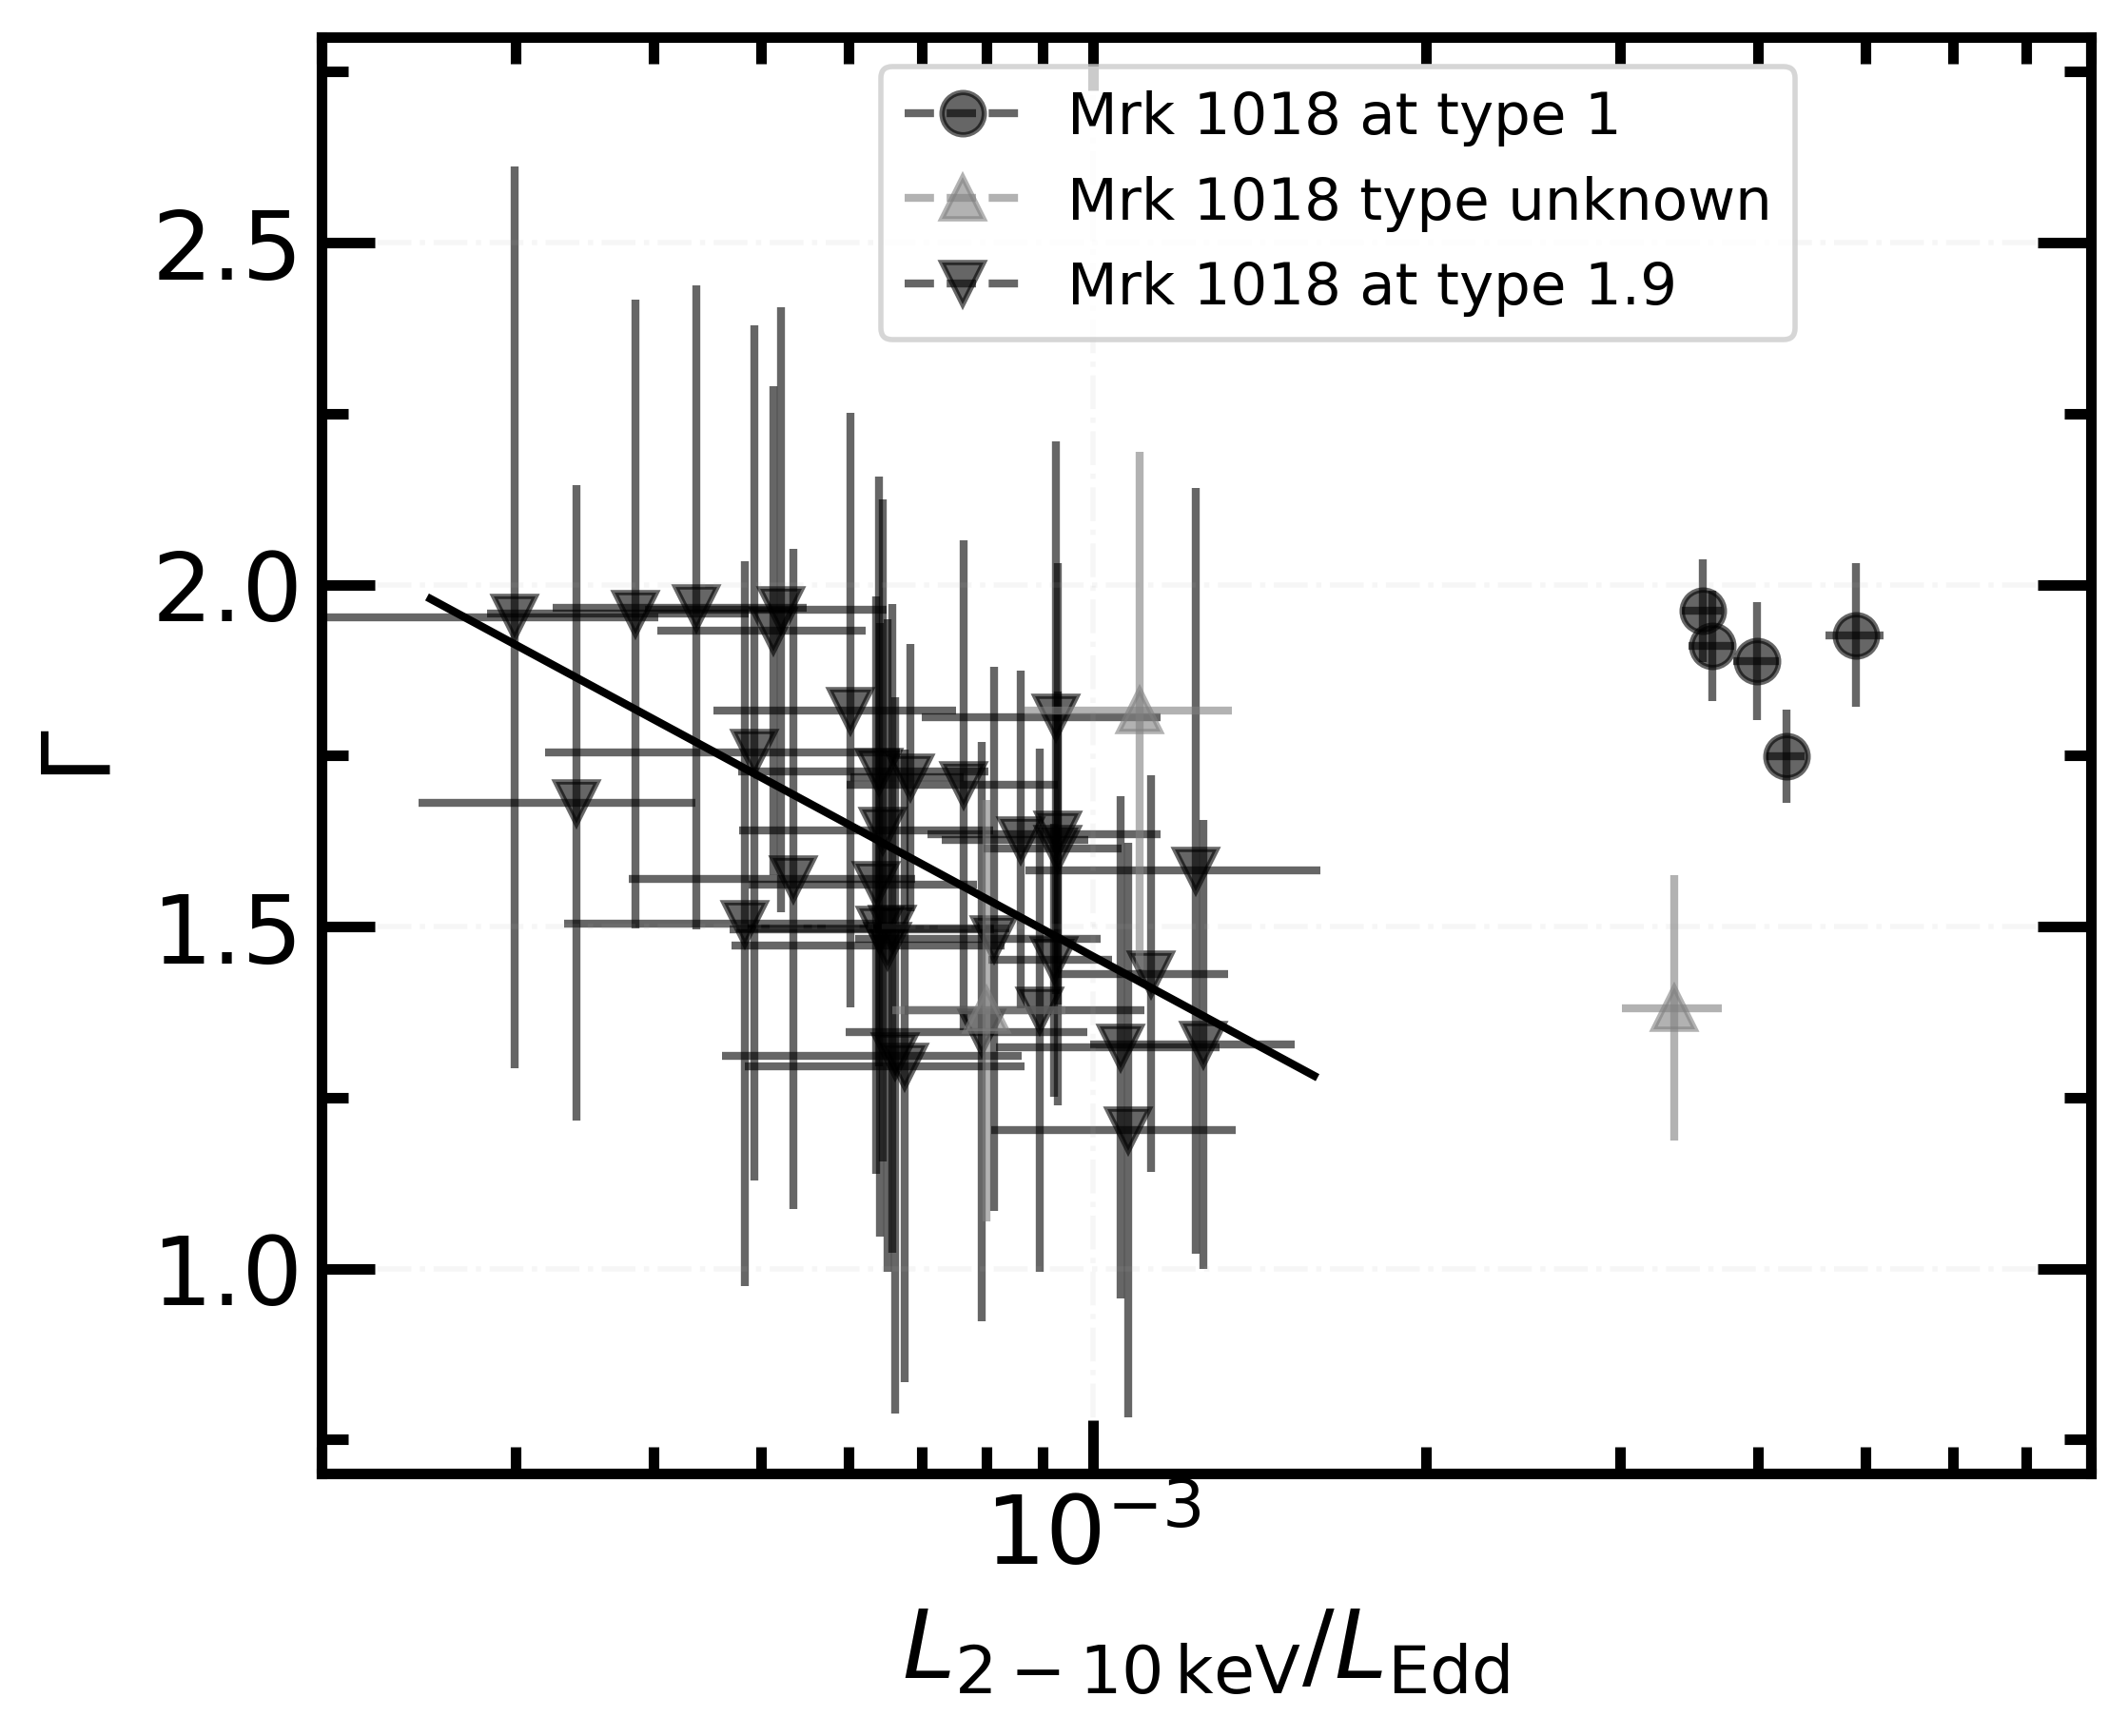 Mrk 1018 at type 1
Mrk 1018 type unknown
Mrk 1018 at type 1.9
2.5
2.0
1.5
1.0
Γ
10⁻³
L₂₋₁₀ ₖₑV/L_Edd